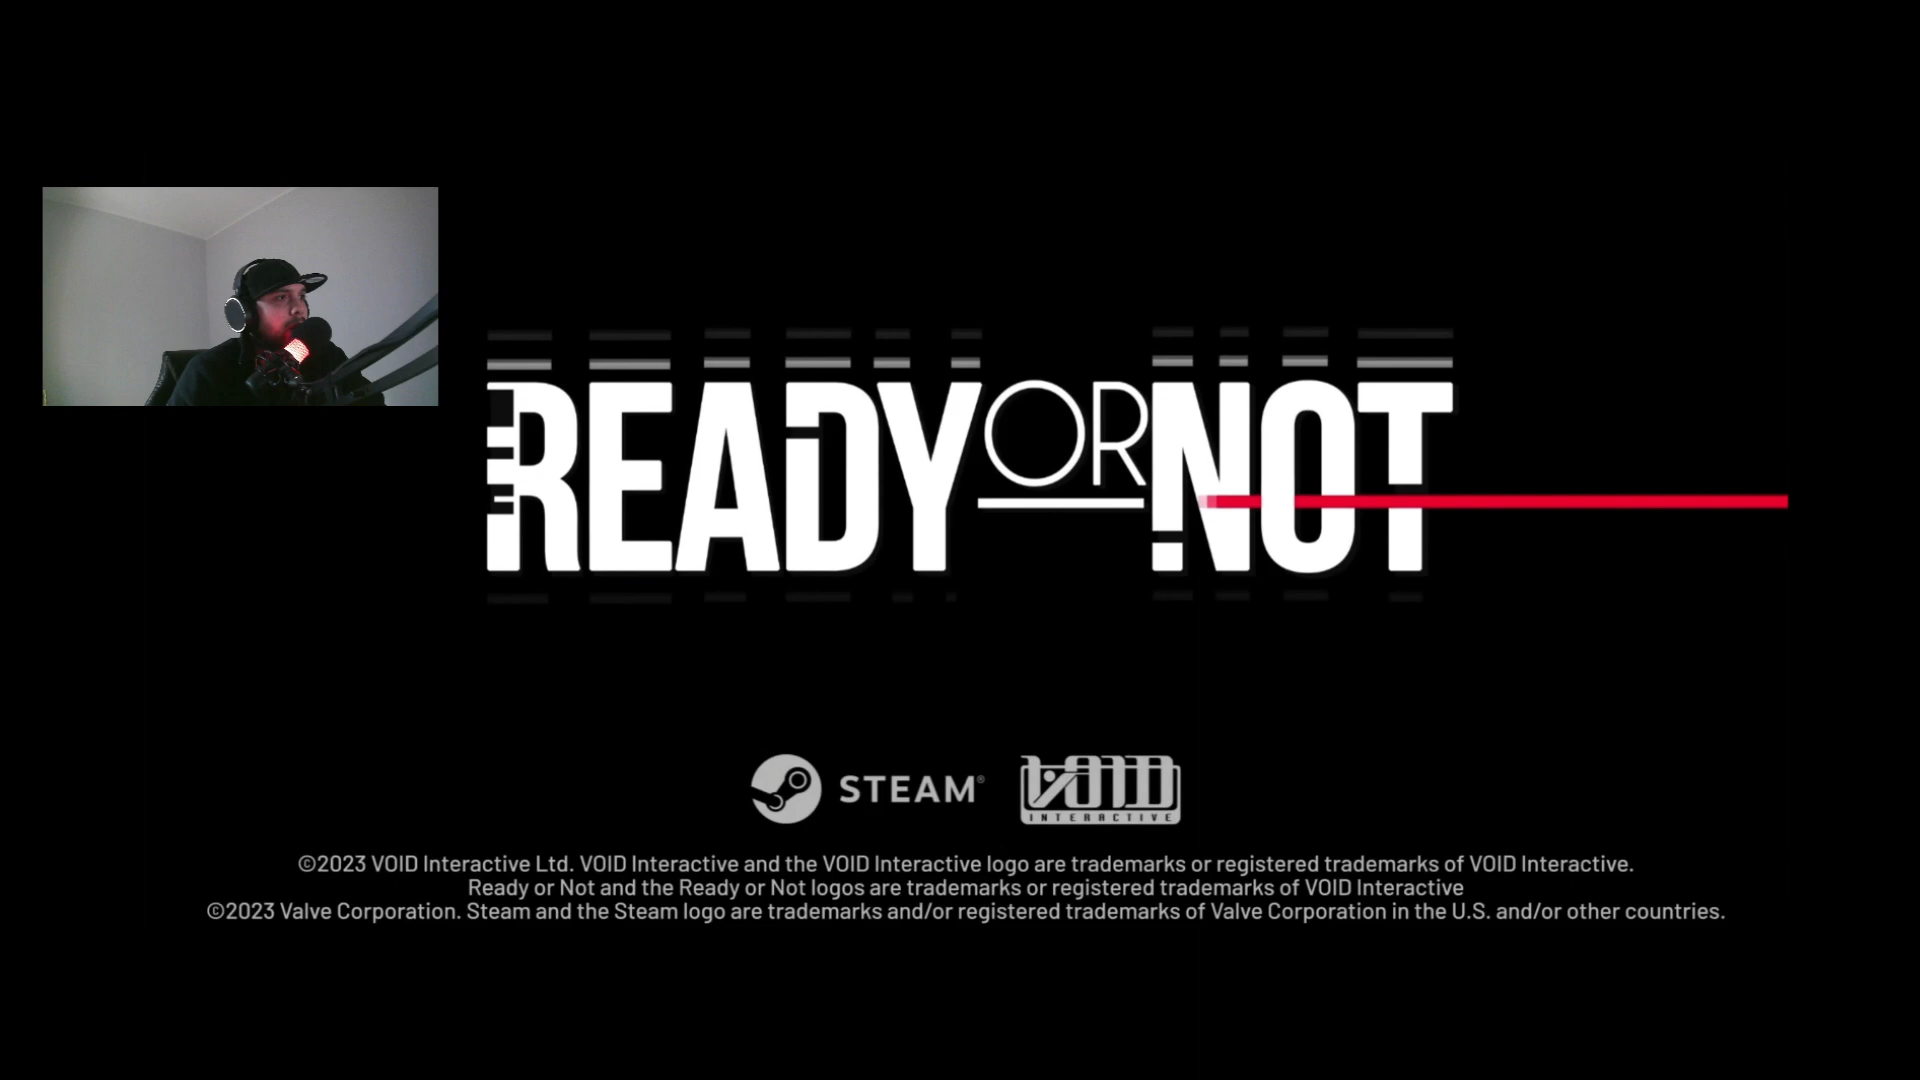 READY OR NOT
STEAM®
VOID
INTERACTIVE
©2023 VOID Interactive Ltd. VOID Interactive and the VOID Interactive logo are trademarks or registered trademarks of VOID Interactive.
Ready or Not and the Ready or Not logos are trademarks or registered trademarks of VOID Interactive
©2023 Valve Corporation. Steam and the Steam logo are trademarks and/or registered trademarks of Valve Corporation in the U.S. and/or other countries.